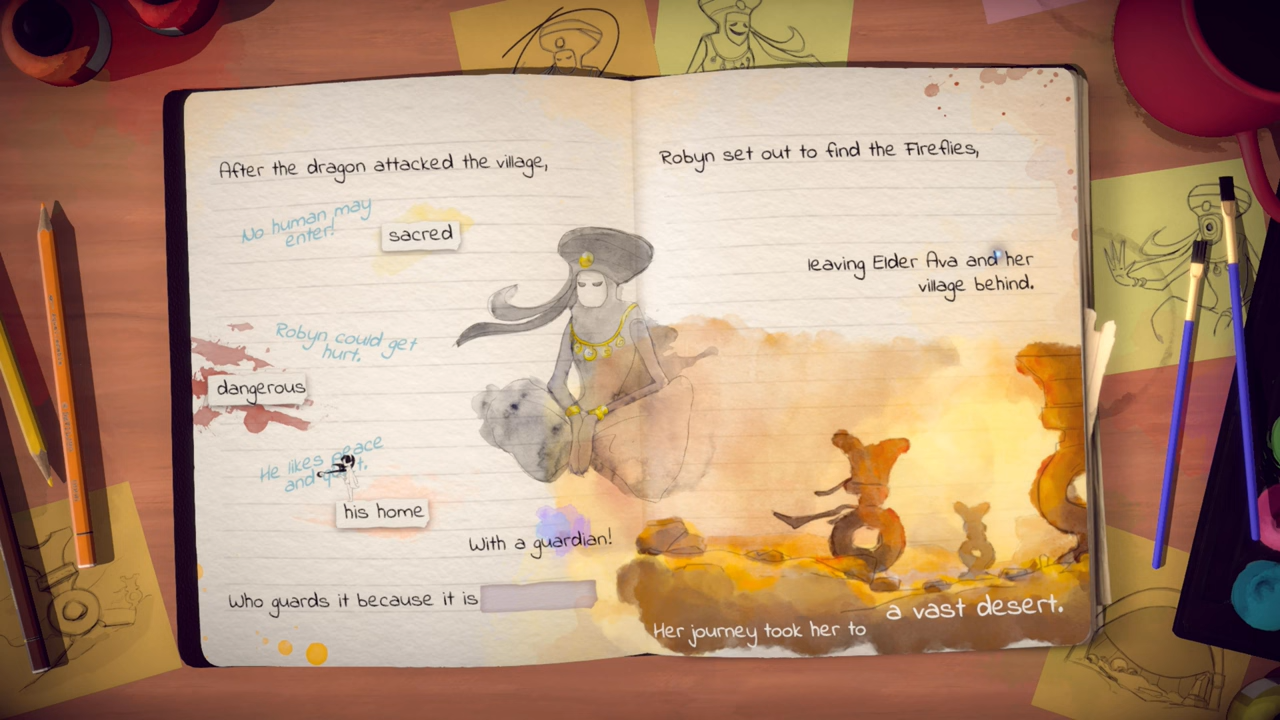 After the dragon attacked the village,
No human may
enter!
sacred
Robyn could get
hurt.
dangerous
He likes peace
and quiet.
his home
With a guardian!
Who guards it because it is
Robyn set out to find the Fireflies,
leaving Elder Ava and her
village behind.
Her journey took her to
a vast desert.